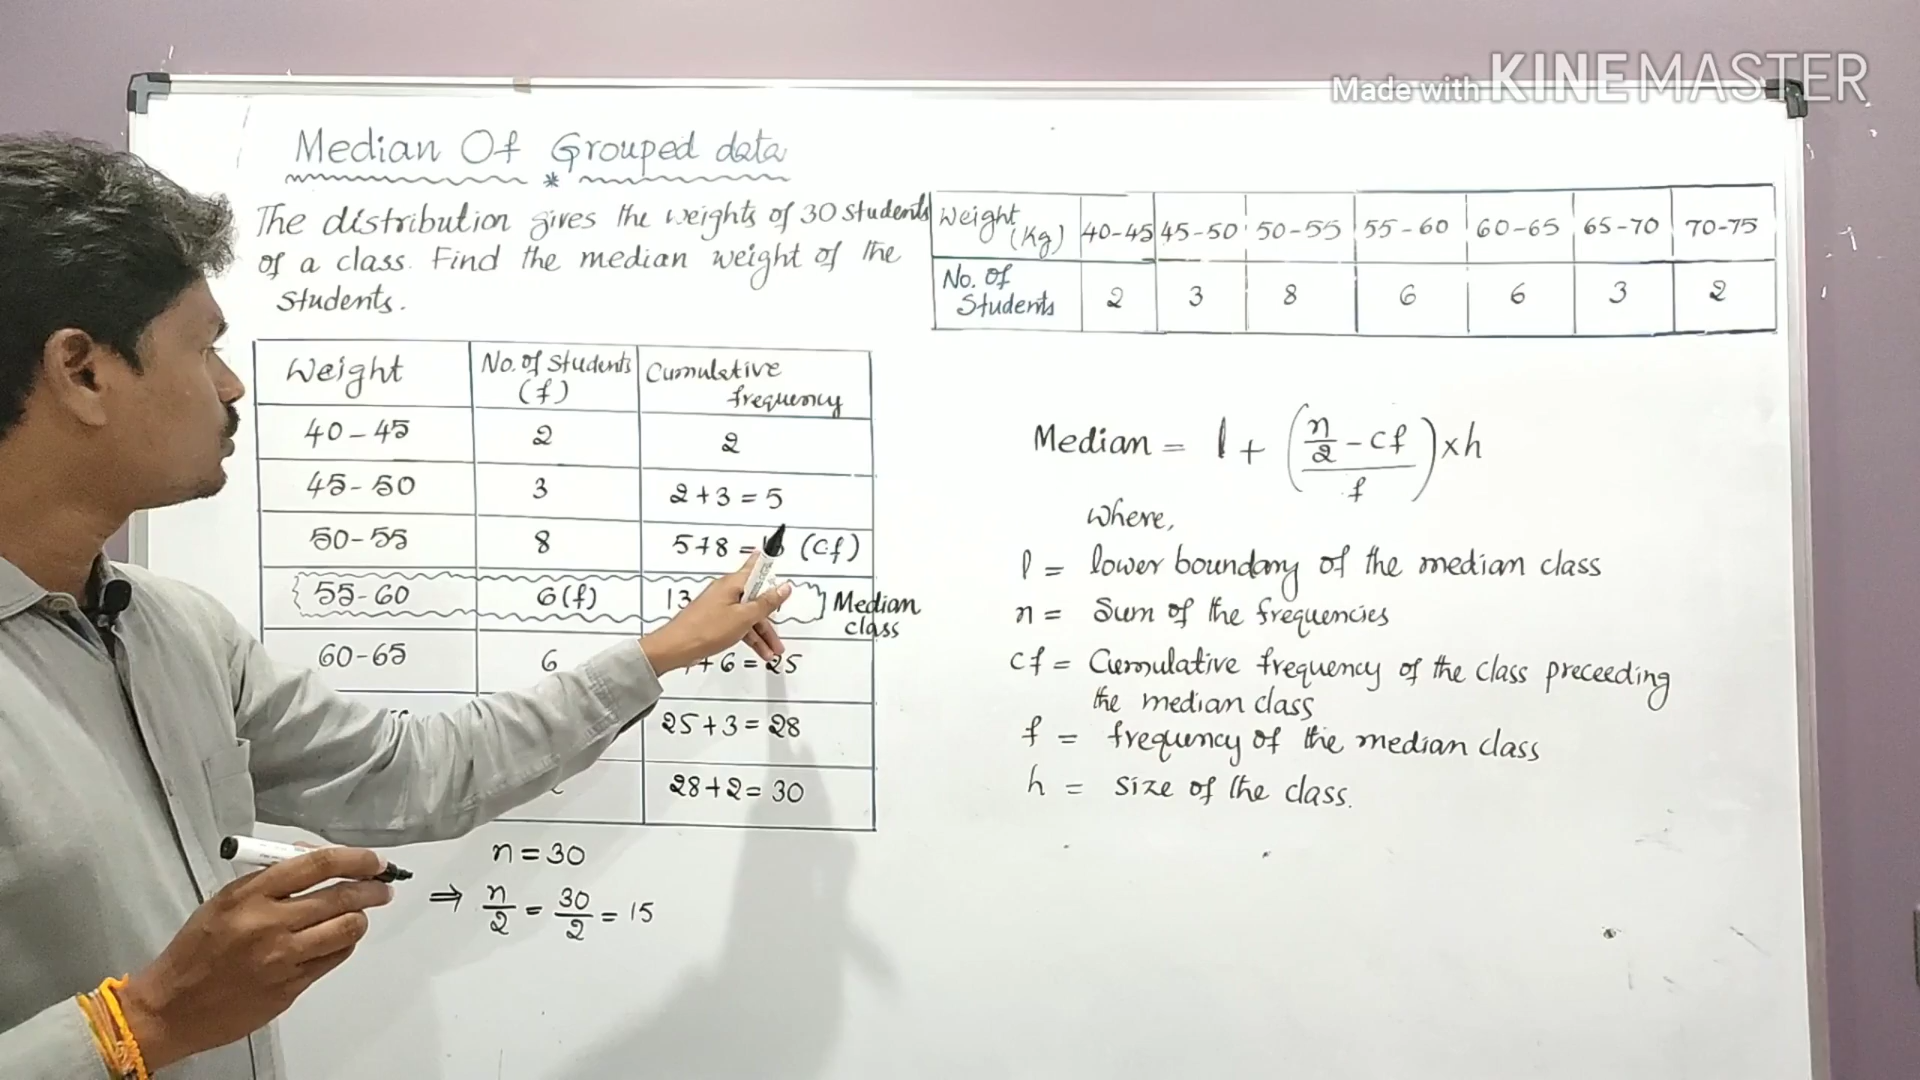 Made with KINEMASTER
Median Of Grouped data
The distribution gives the weights of 30 students
of a class. Find the median weight of the
students.
Weight (Kg) 40-45 45-50 50-55 55-60 60-65 65-70 70-75
No. of Students 2 3 8 6 6 3 2
Weight No. of Students (f) Cumulative frequency
40-45 2 2
45-50 3 2+3=5
50-55 8 5+8= (cf)
55-60 6(f) 13 Median class
60-65 6 +6=25
25+3=28
28+2=30
n=30
⇒ n/2 = 30/2 = 15
Median = l + ( (n/2 - cf) / f ) × h
where,
l = lower boundary of the median class
n = Sum of the frequencies
cf = Cumulative frequency of the class preceeding
the median class
f = frequency of the median class
h = size of the class.